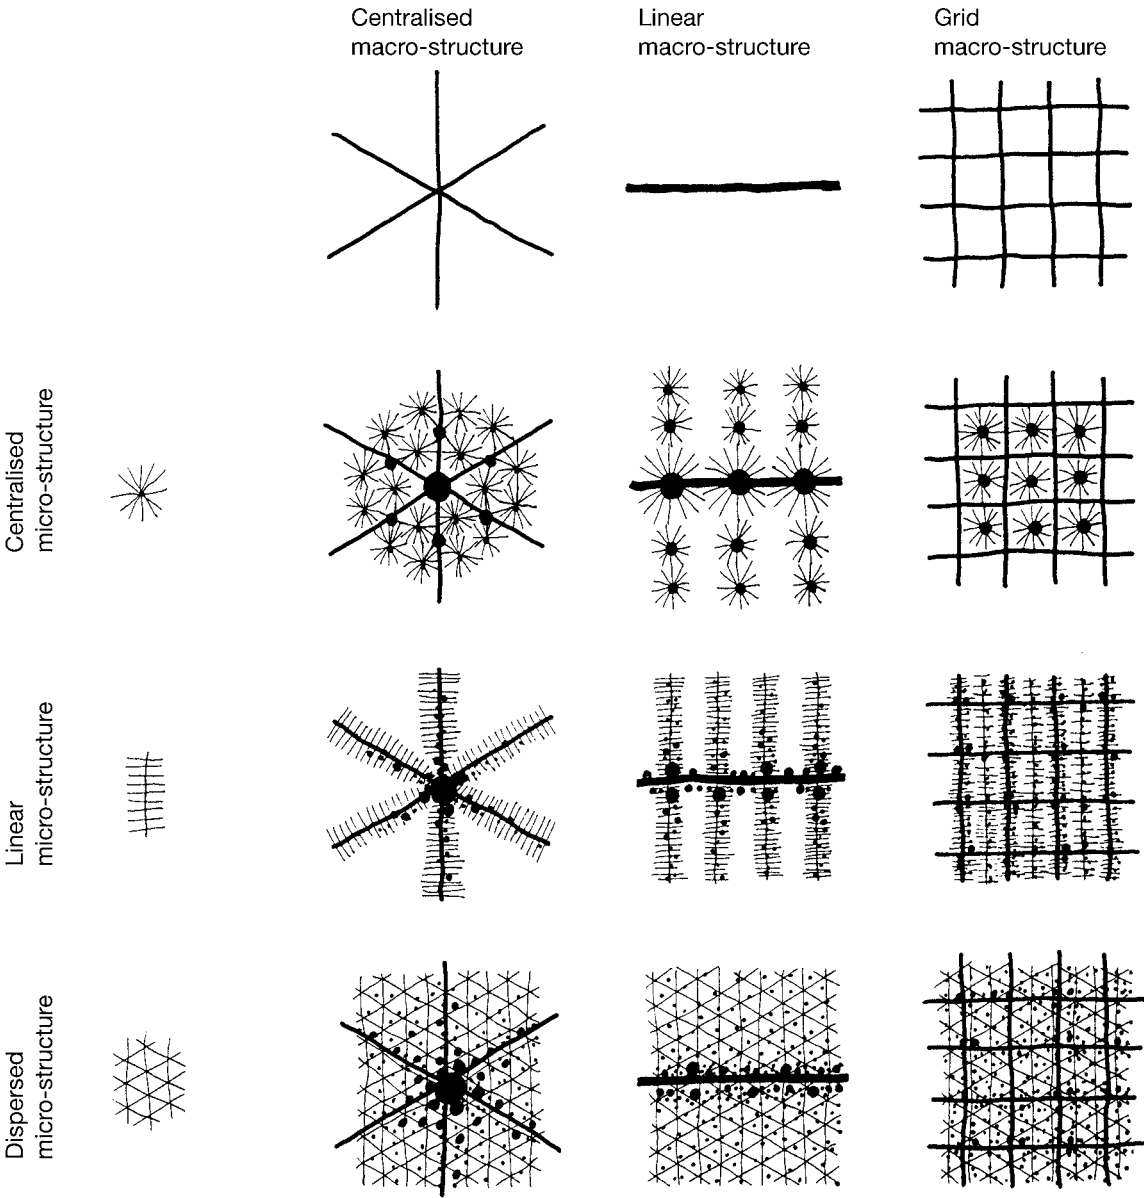 Centralised
macro-structure
Linear
macro-structure
Grid
macro-structure
Centralised
micro-structure
Linear
micro-structure
Dispersed
micro-structure